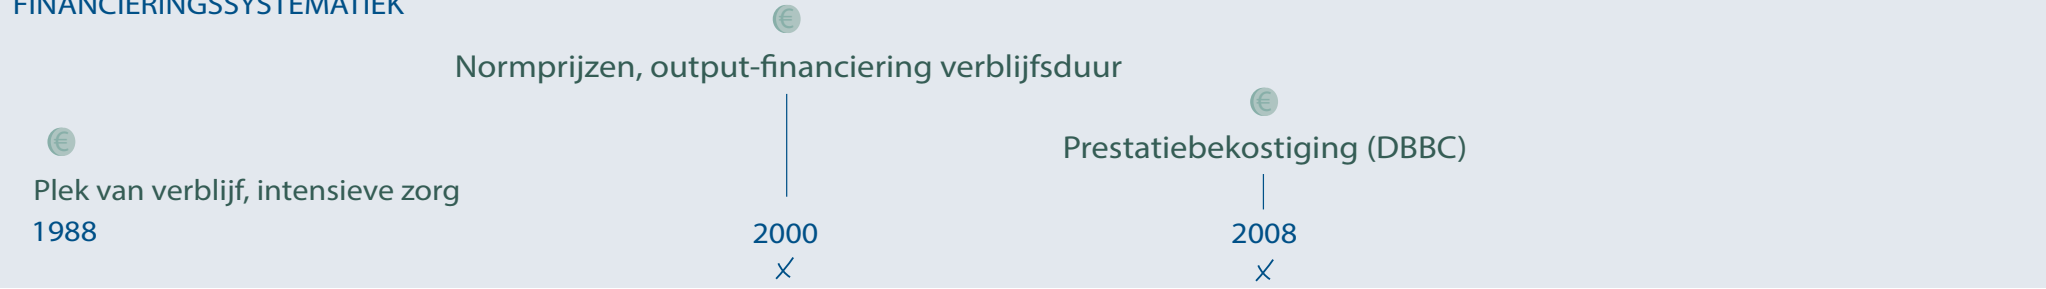 FINANCIERINGSSYSTEMATIEK
€
Normprijzen, output-financiering verblijfsduur
€
Prestatiebekostiging (DBBC)
€
Plek van verblijf, intensieve zorg
1988
2000
2008